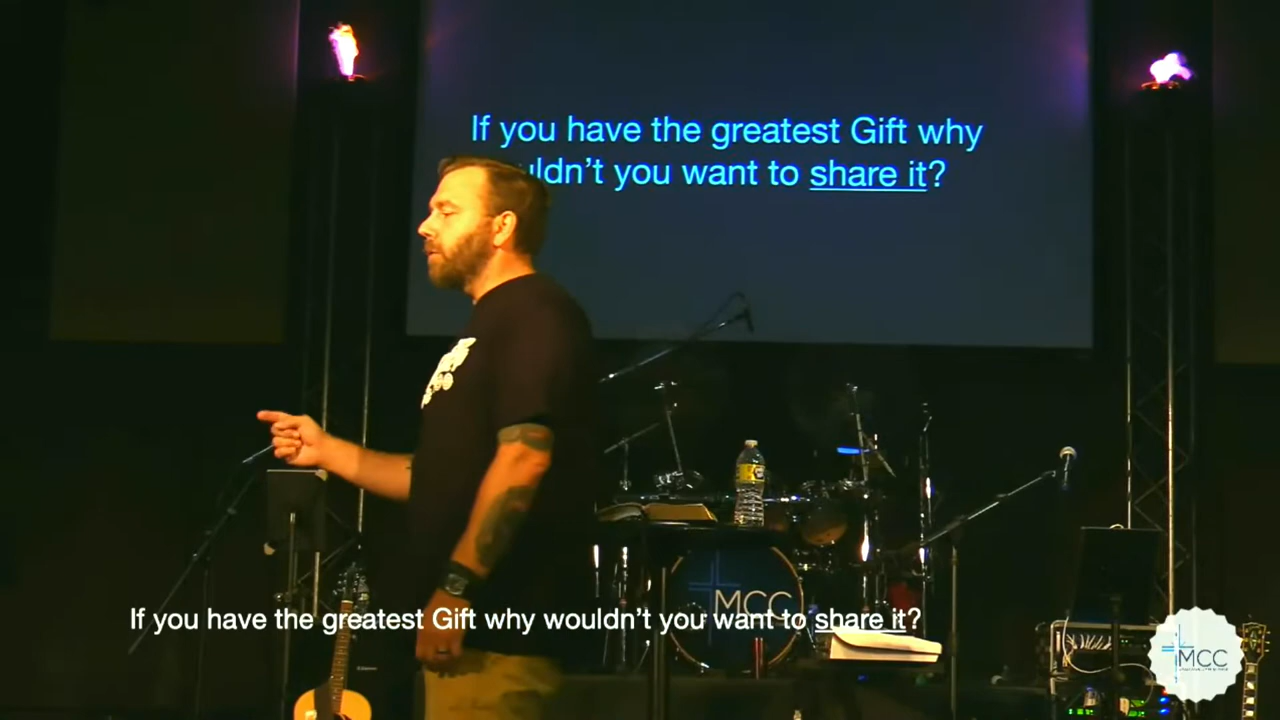 If you have the greatest Gift why
you want to share it?
MCC
If you have the greatest Gift why wouldn't you want to share it?
MCC